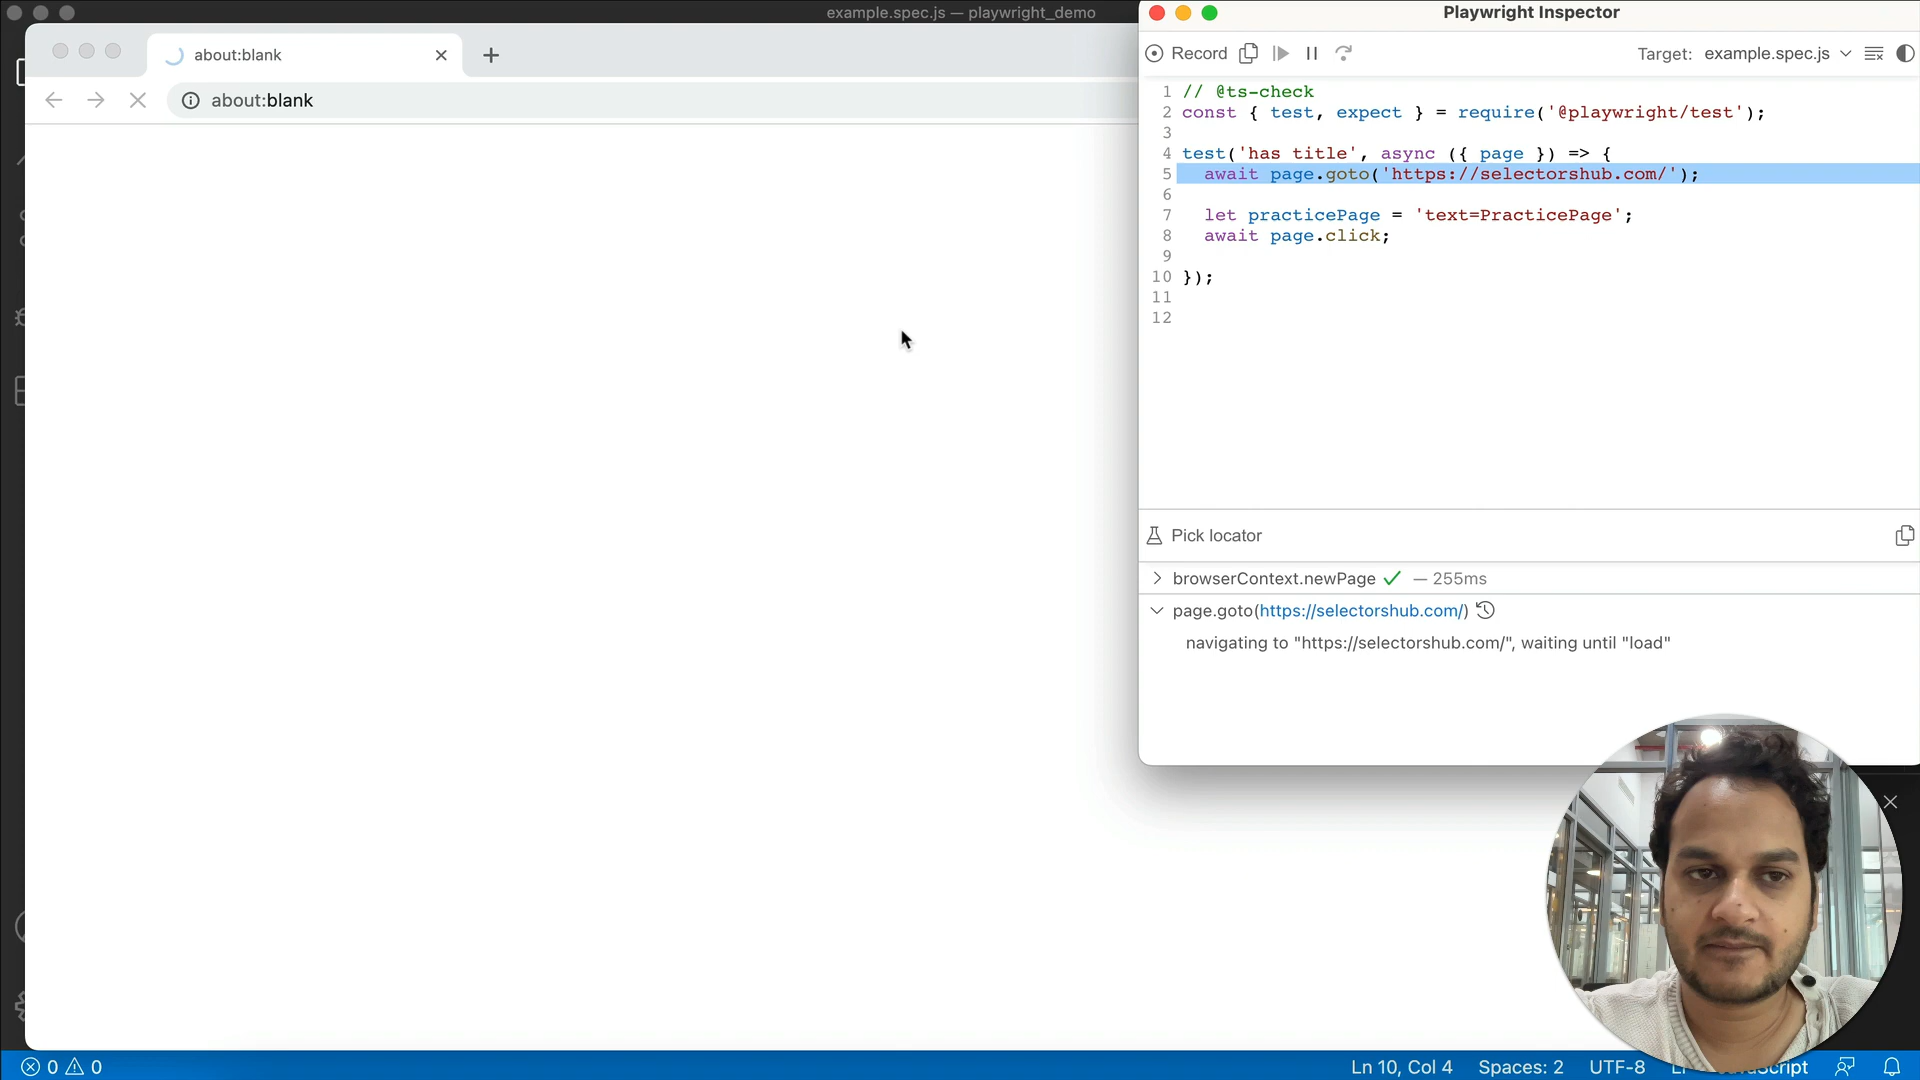 example.spec.js — playwright_demo
about:blank
about:blank
Playwright Inspector
Record
Target: example.spec.js
1 // @ts-check
2 const { test, expect } = require('@playwright/test');
3
4 test('has title', async ({ page }) => {
5 await page.goto('https://selectorshub.com/');
6
7 let practicePage = 'text=PracticePage';
8 await page.click;
9
10 });
11
12
Pick locator
browserContext.newPage — 255ms
page.goto(https://selectorshub.com/)
navigating to "https://selectorshub.com/", waiting until "load"
0 0
Ln 10, Col 4 Spaces: 2 UTF-8